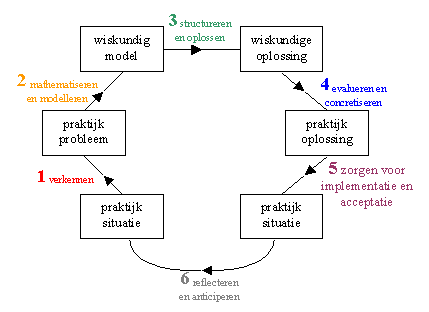 3 structureren
en oplossen
wiskundig
model
wiskundige
oplossing
2 mathematiseren
en modelleren
4 evalueren en
concretiseren
praktijk
probleem
praktijk
oplossing
1 verkennen
5 zorgen voor
implementatie en
acceptatie
praktijk
situatie
praktijk
situatie
6 reflecteren
en anticiperen